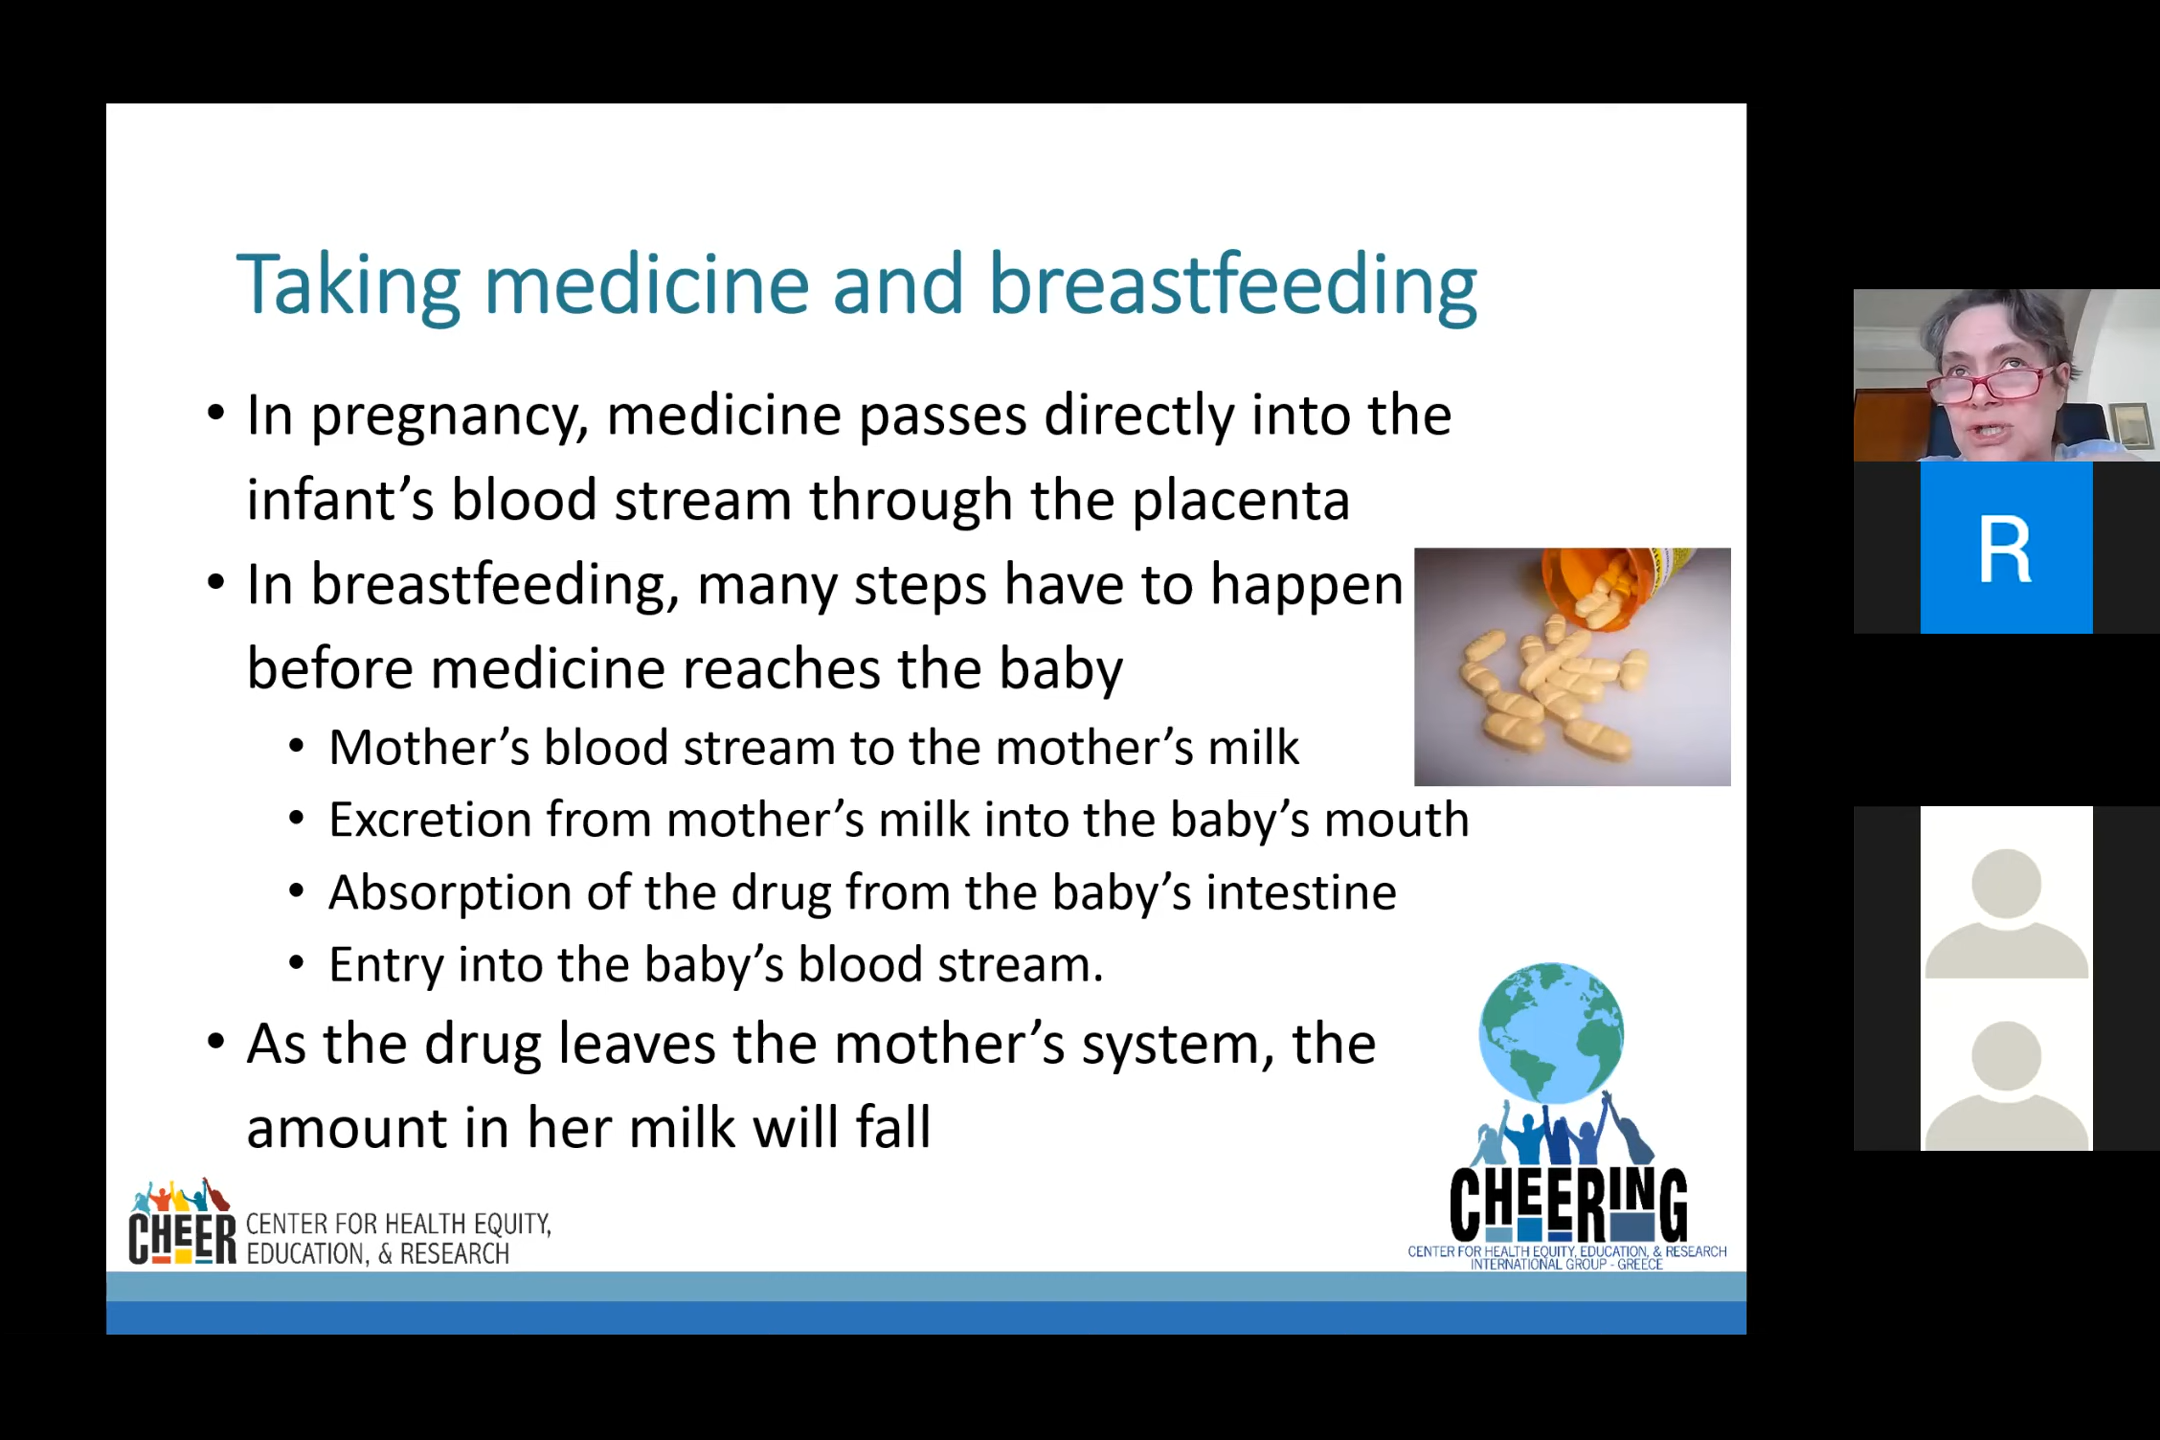 Taking medicine and breastfeeding
• In pregnancy, medicine passes directly into the
infant’s blood stream through the placenta
• In breastfeeding, many steps have to happen
before medicine reaches the baby
• Mother’s blood stream to the mother’s milk
• Excretion from mother’s milk into the baby’s mouth
• Absorption of the drug from the baby’s intestine
• Entry into the baby’s blood stream.
• As the drug leaves the mother’s system, the
amount in her milk will fall
CHEER
CENTER FOR HEALTH EQUITY,
EDUCATION, & RESEARCH
CHEERING
CENTER FOR HEALTH EQUITY, EDUCATION, & RESEARCH
INTERNATIONAL GROUP - GREECE
R